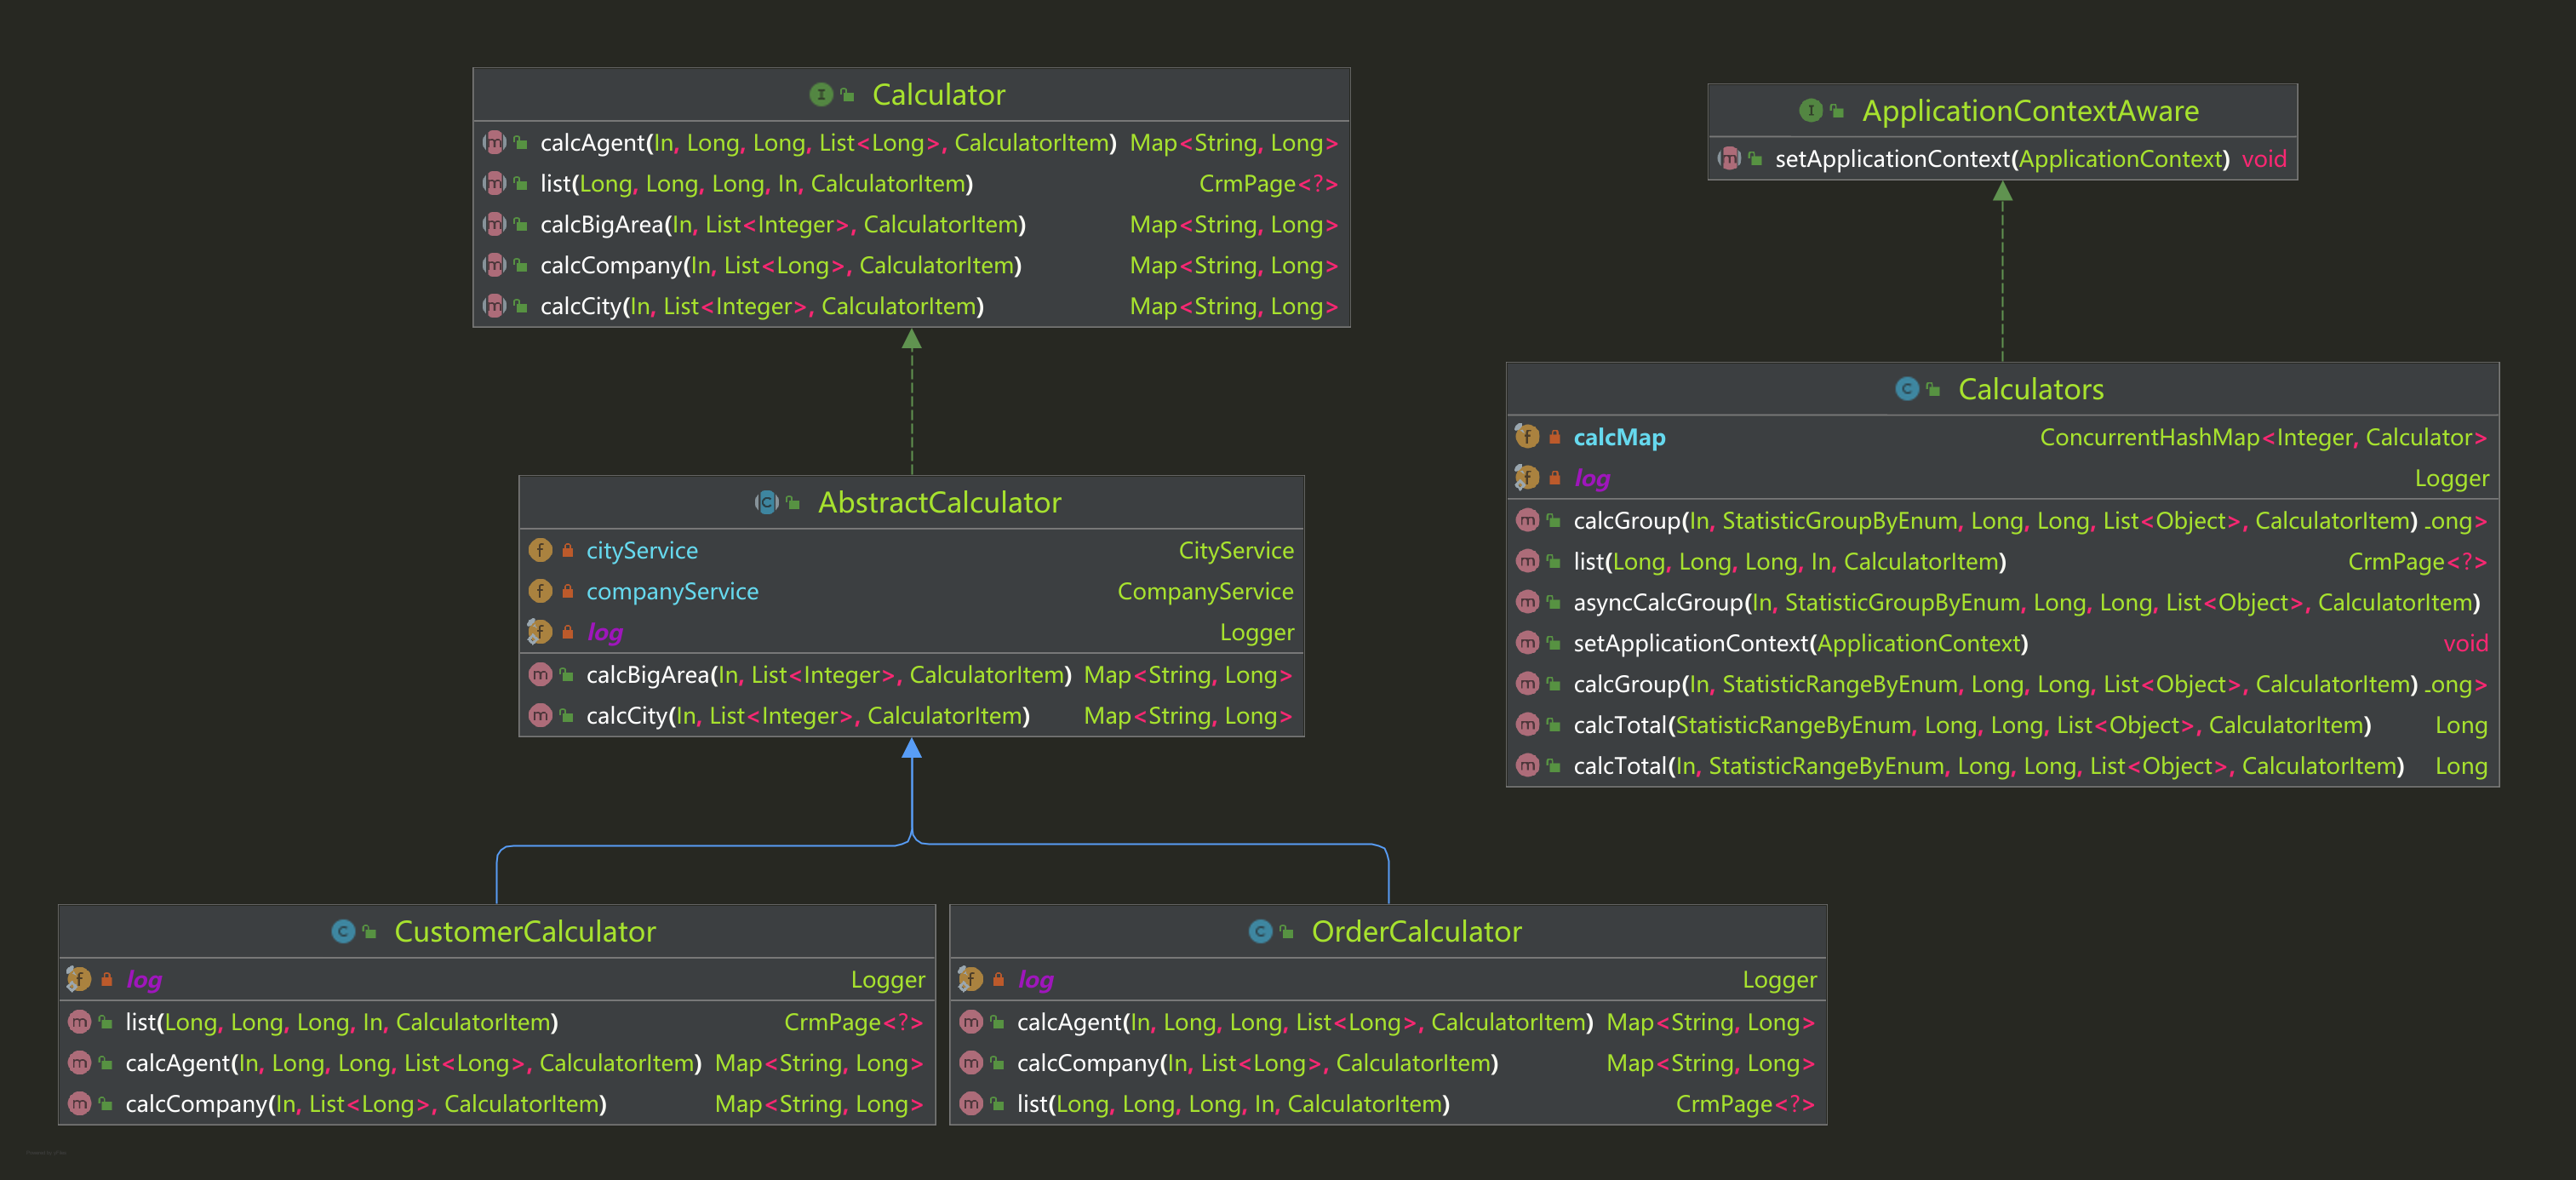 Calculator
calcAgent(In, Long, Long, List<Long>, CalculatorItem) Map<String, Long>
list(Long, Long, Long, In, CalculatorItem) CrmPage<?>
calcBigArea(In, List<Integer>, CalculatorItem) Map<String, Long>
calcCompany(In, List<Long>, CalculatorItem) Map<String, Long>
calcCity(In, List<Integer>, CalculatorItem) Map<String, Long>
ApplicationContextAware
setApplicationContext(ApplicationContext) void
AbstractCalculator
cityService CityService
companyService CompanyService
log Logger
calcBigArea(In, List<Integer>, CalculatorItem) Map<String, Long>
calcCity(In, List<Integer>, CalculatorItem) Map<String, Long>
Calculators
calcMap ConcurrentHashMap<Integer, Calculator>
log Logger
calcGroup(In, StatisticGroupByEnum, Long, Long, List<Object>, CalculatorItem) Long>
list(Long, Long, Long, In, CalculatorItem) CrmPage<?>
asyncCalcGroup(In, StatisticGroupByEnum, Long, Long, List<Object>, CalculatorItem)
setApplicationContext(ApplicationContext) void
calcGroup(In, StatisticRangeByEnum, Long, Long, List<Object>, CalculatorItem) Long>
calcTotal(StatisticRangeByEnum, Long, Long, List<Object>, CalculatorItem) Long
calcTotal(In, StatisticRangeByEnum, Long, Long, List<Object>, CalculatorItem) Long
CustomerCalculator
log Logger
list(Long, Long, Long, In, CalculatorItem) CrmPage<?>
calcAgent(In, Long, Long, List<Long>, CalculatorItem) Map<String, Long>
calcCompany(In, List<Long>, CalculatorItem) Map<String, Long>
OrderCalculator
log Logger
calcAgent(In, Long, Long, List<Long>, CalculatorItem) Map<String, Long>
calcCompany(In, List<Long>, CalculatorItem) Map<String, Long>
list(Long, Long, Long, In, CalculatorItem) CrmPage<?>